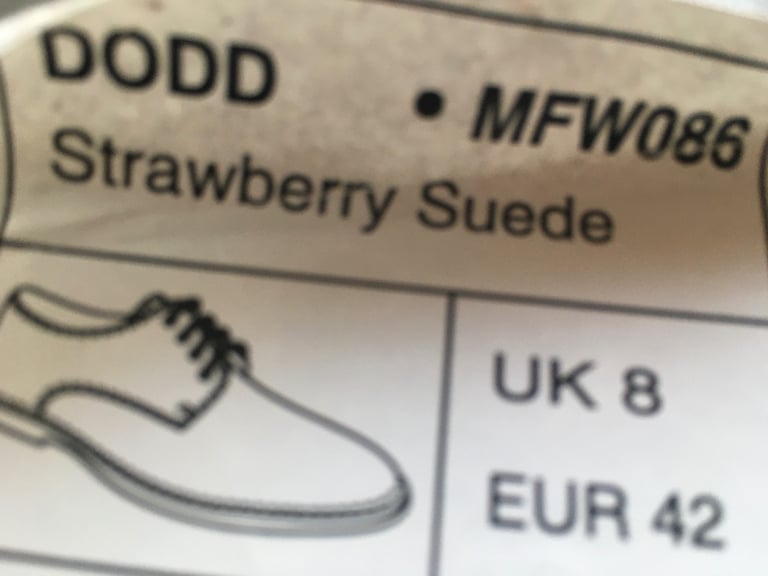 DODD • MFW086
Strawberry Suede
UK 8
EUR 42